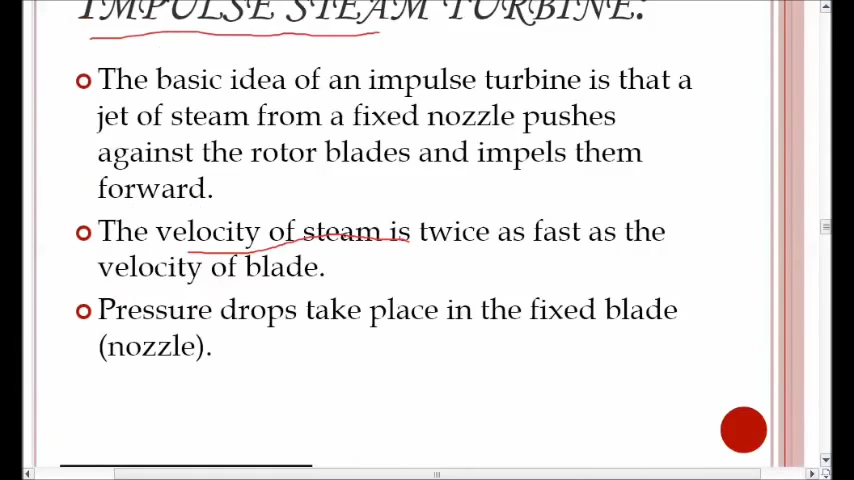 IMPULSE STEAM TURBINE:
The basic idea of an impulse turbine is that a
jet of steam from a fixed nozzle pushes
against the rotor blades and impels them
forward.
The velocity of steam is twice as fast as the
velocity of blade.
Pressure drops take place in the fixed blade
(nozzle).